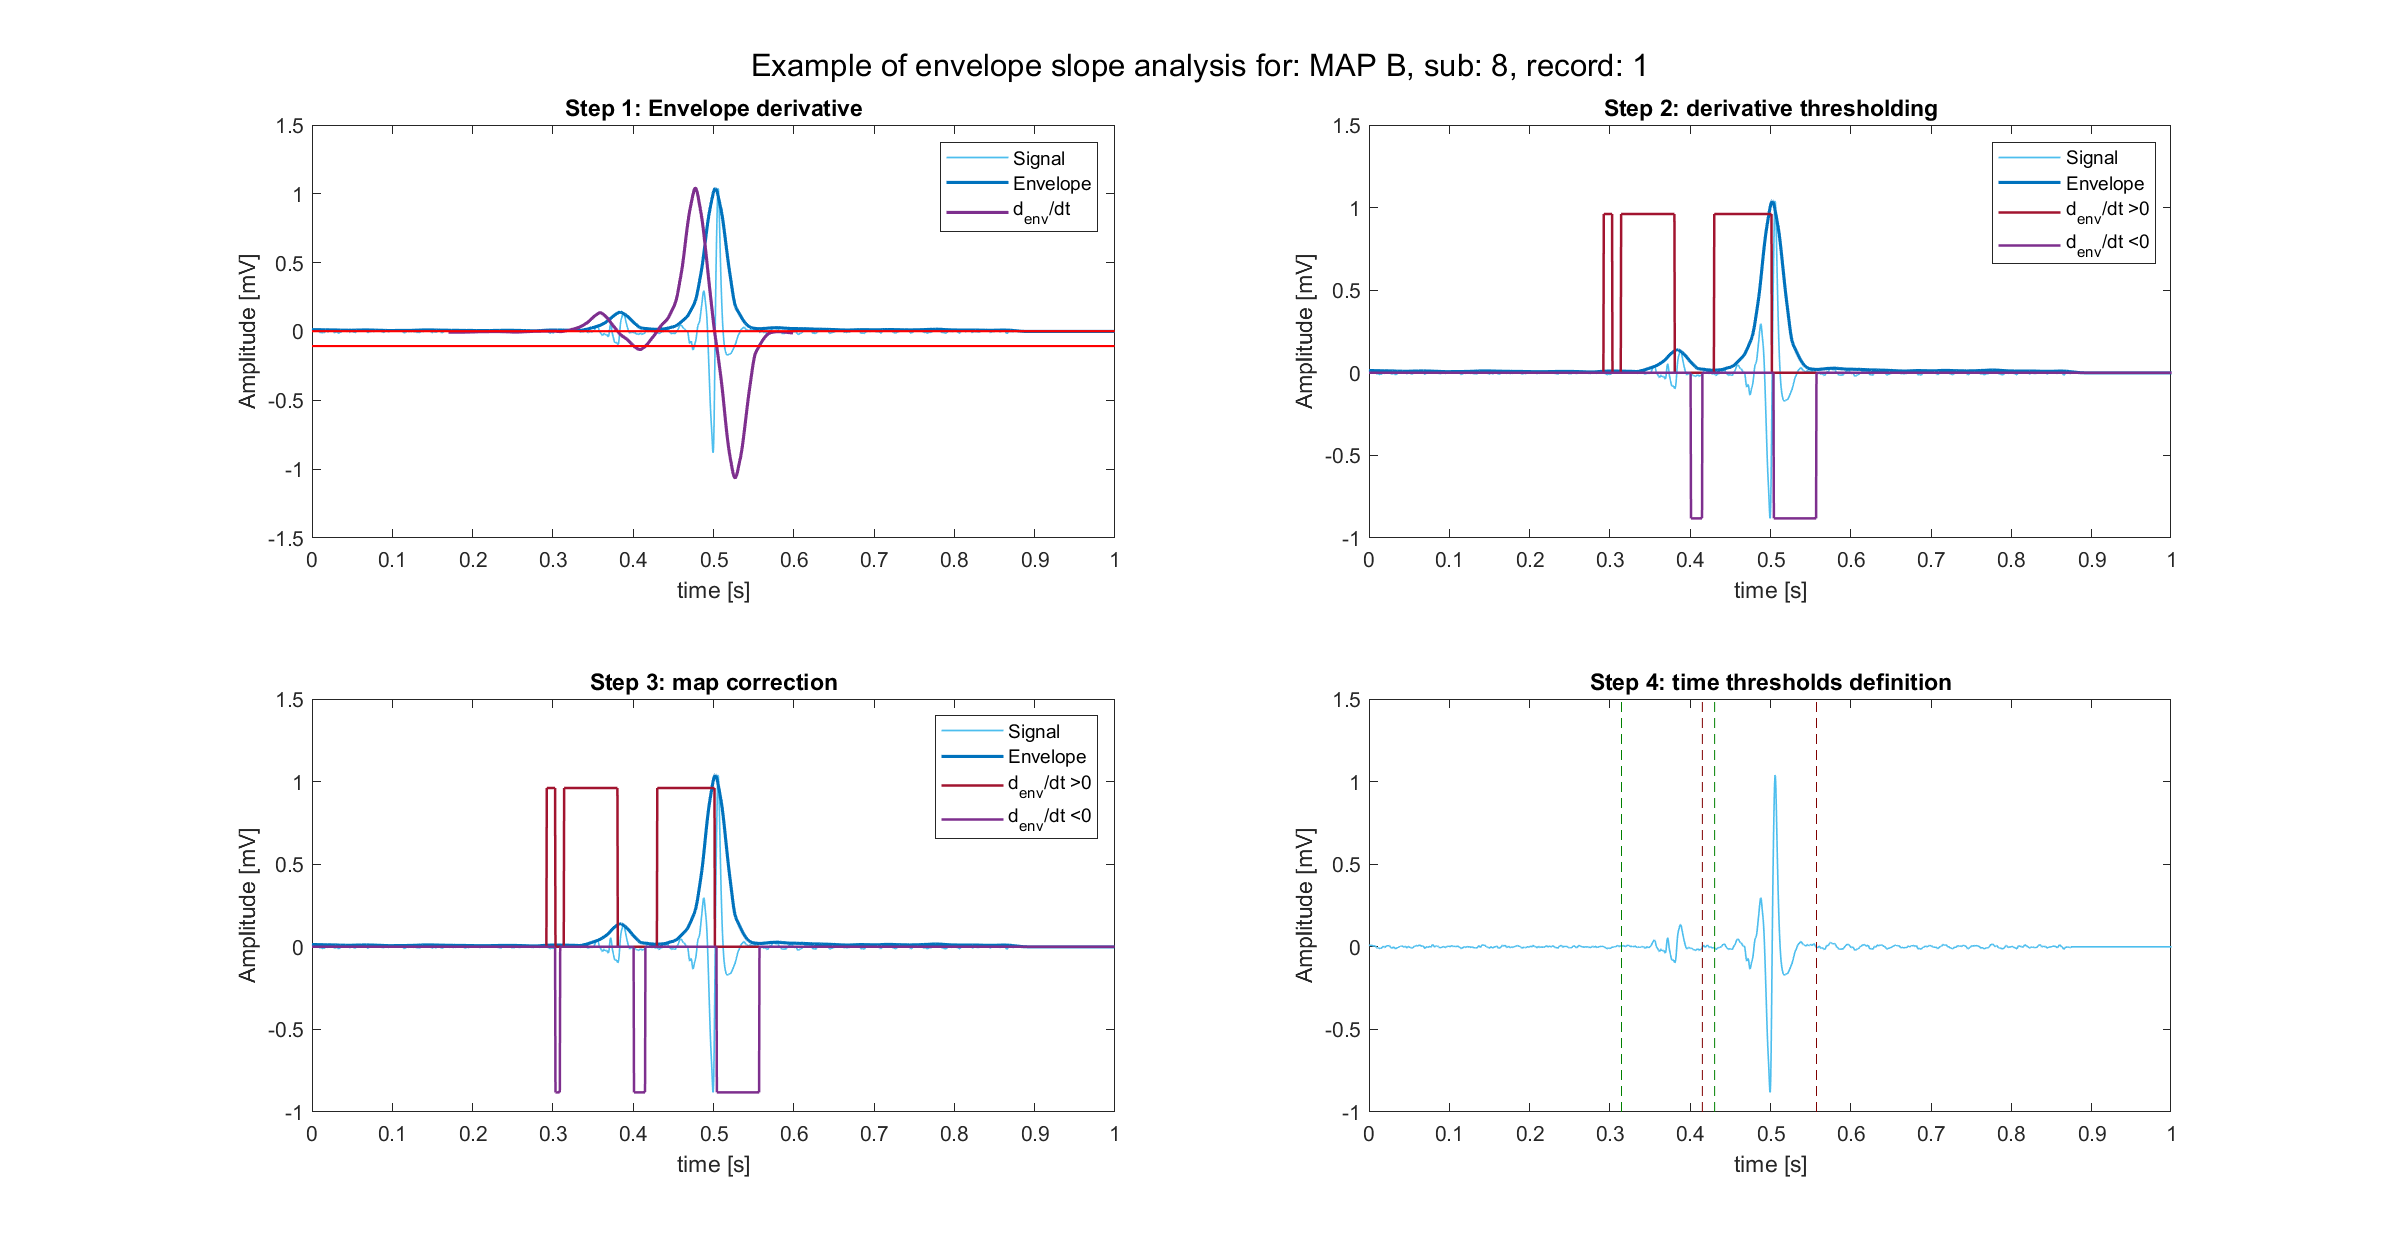 Example of envelope slope analysis for: MAP B, sub: 8, record: 1
Step 1: Envelope derivative
1.5
1
0.5
0
-0.5
-1
-1.5
Amplitude [mV]
0 0.1 0.2 0.3 0.4 0.5 0.6 0.7 0.8 0.9 1
time [s]
Signal
Envelope
d_env/dt
Step 2: derivative thresholding
1.5
1
0.5
0
-0.5
-1
Amplitude [mV]
0 0.1 0.2 0.3 0.4 0.5 0.6 0.7 0.8 0.9 1
time [s]
Signal
Envelope
d_env/dt >0
d_env/dt <0
Step 3: map correction
1.5
1
0.5
0
-0.5
-1
Amplitude [mV]
0 0.1 0.2 0.3 0.4 0.5 0.6 0.7 0.8 0.9 1
time [s]
Signal
Envelope
d_env/dt >0
d_env/dt <0
Step 4: time thresholds definition
1.5
1
0.5
0
-0.5
-1
Amplitude [mV]
0 0.1 0.2 0.3 0.4 0.5 0.6 0.7 0.8 0.9 1
time [s]